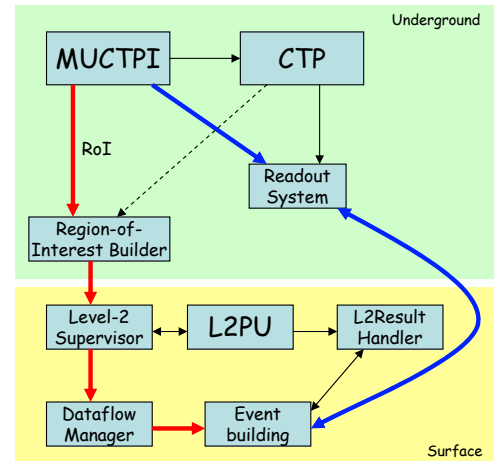 Underground
MUCTPI
CTP
RoI
Readout
System
Region-of-
Interest Builder
Level-2
Supervisor
L2PU
L2Result
Handler
Dataflow
Manager
Event
building
Surface